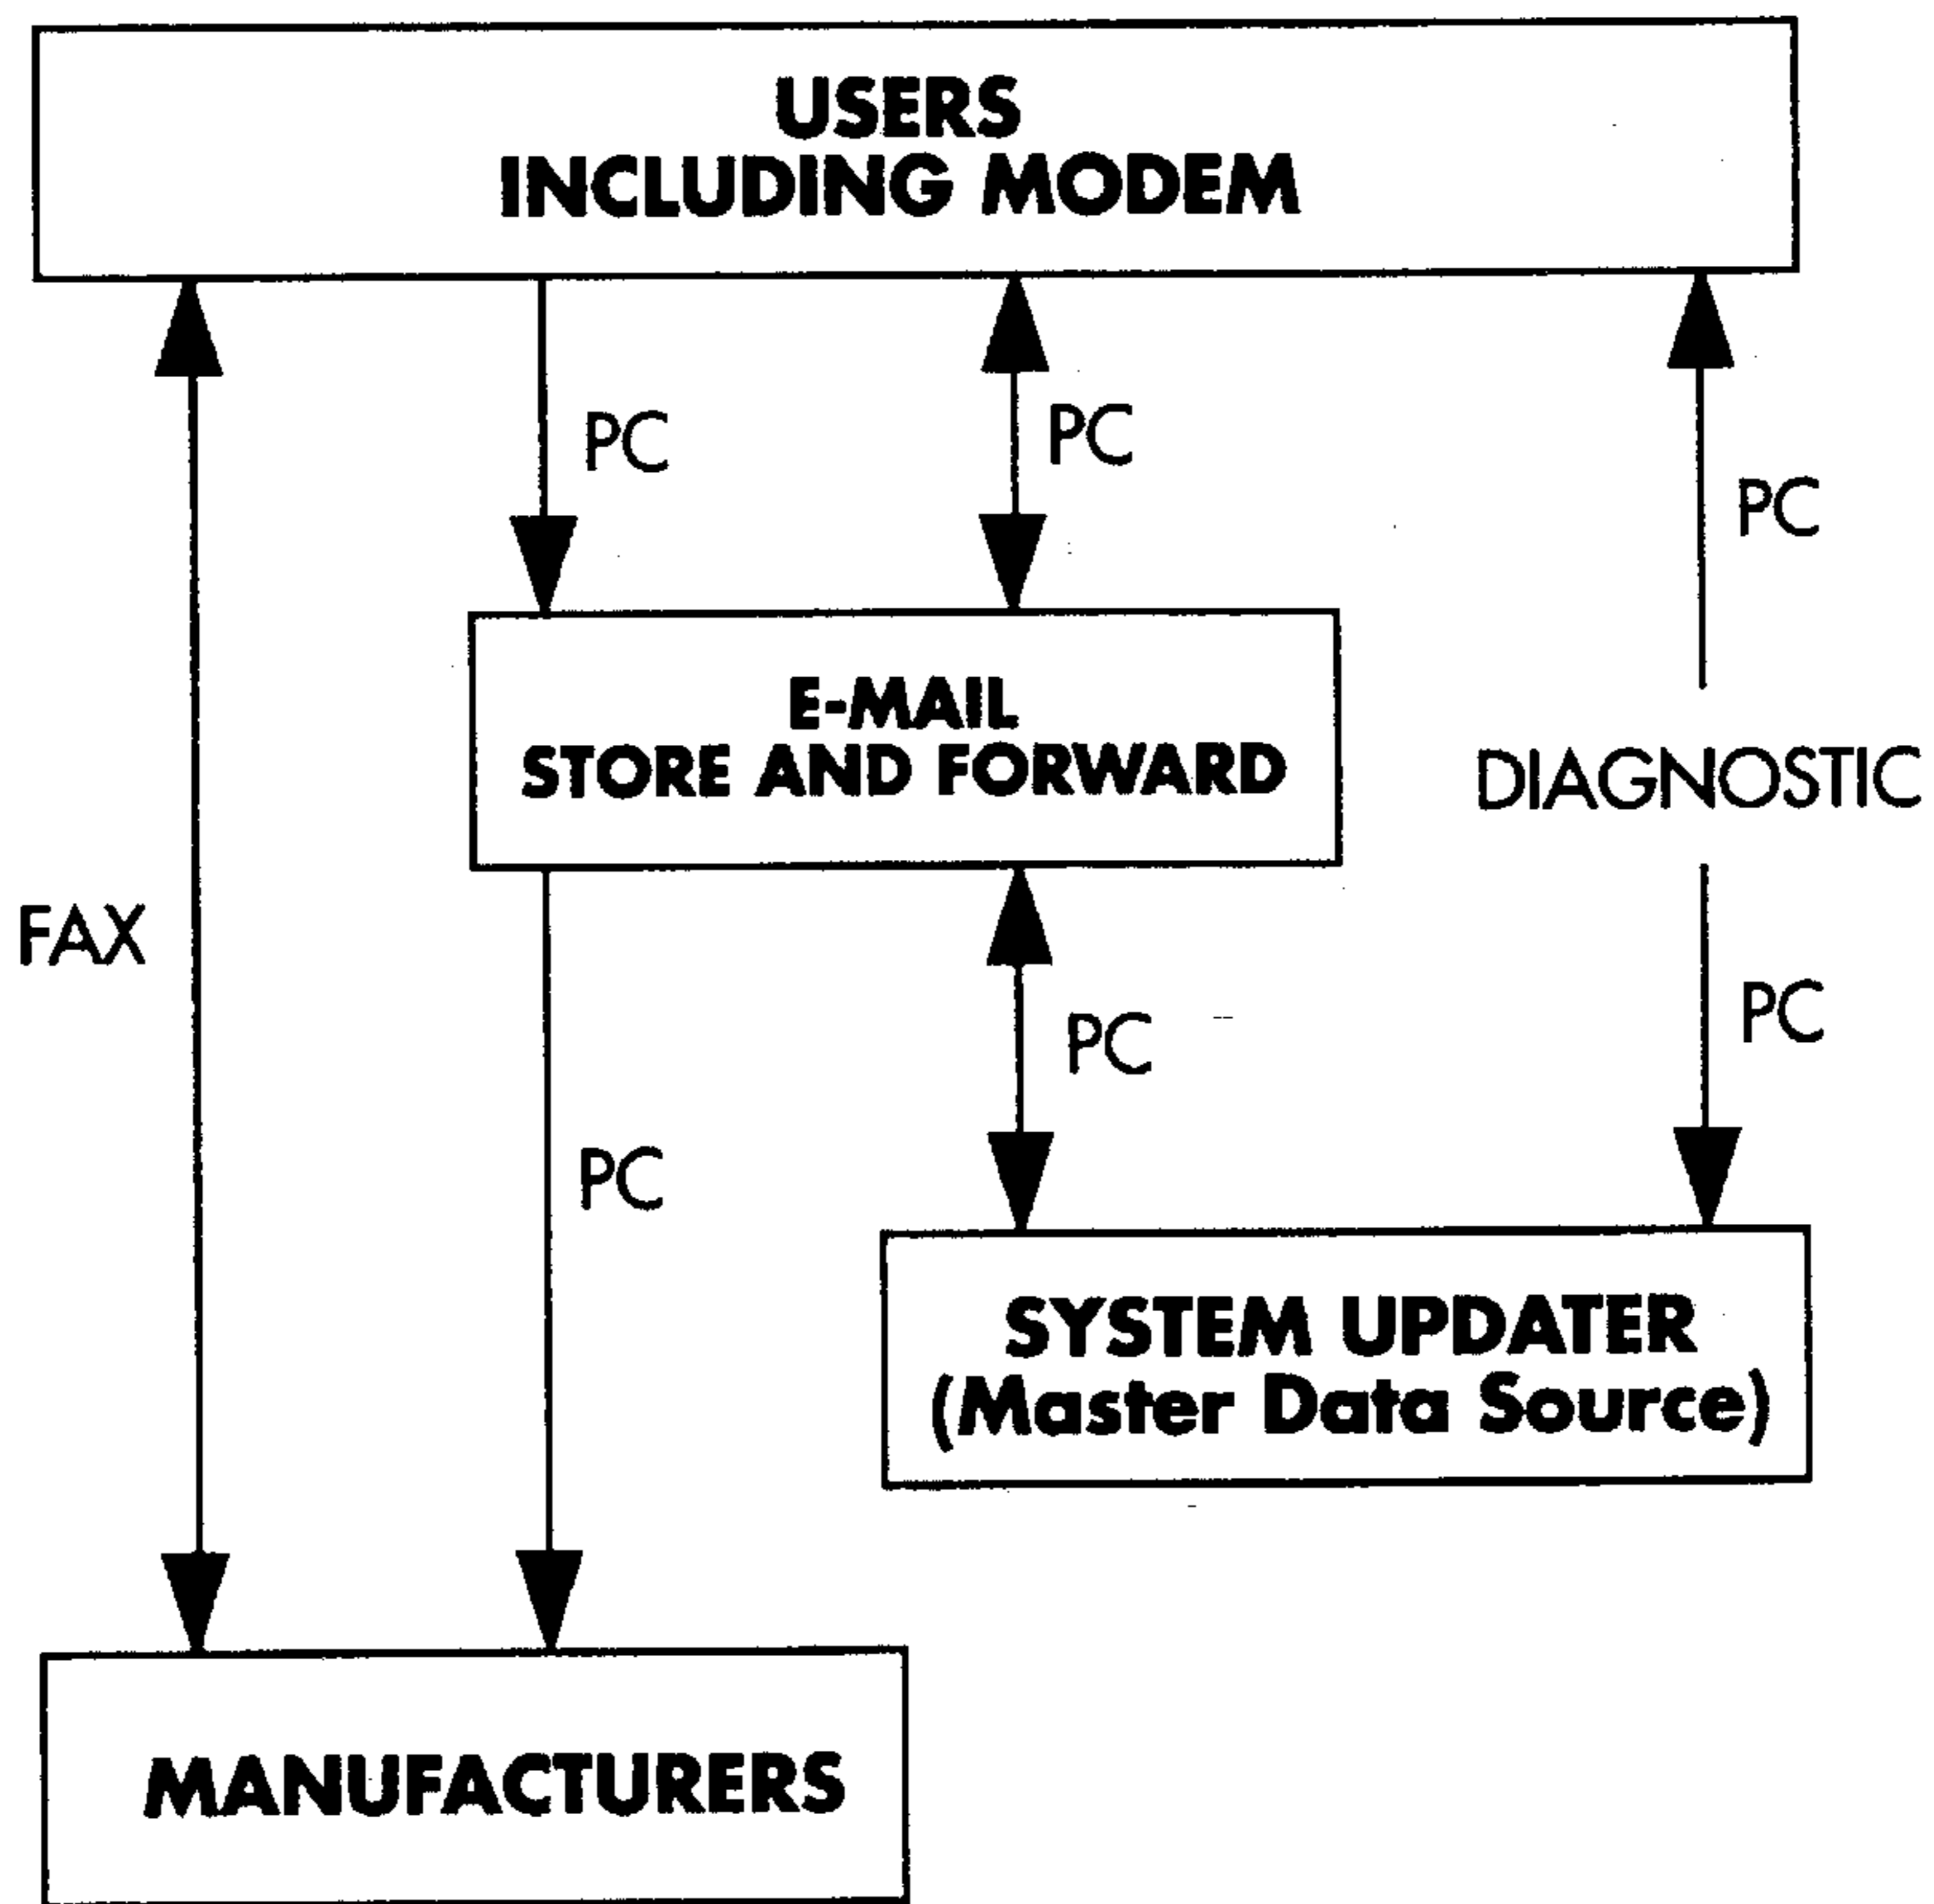 USERS
INCLUDING MODEM
PC
PC
PC
E-MAIL
STORE AND FORWARD
DIAGNOSTIC
FAX
PC
PC
PC
SYSTEM UPDATER
(Master Data Source)
MANUFACTURERS